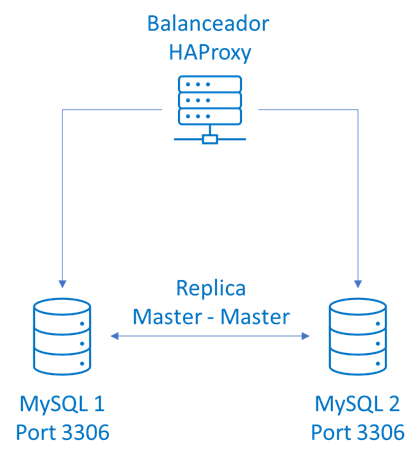 Balanceador
HAProxy
Replica
Master - Master
MySQL 1
Port 3306
MySQL 2
Port 3306